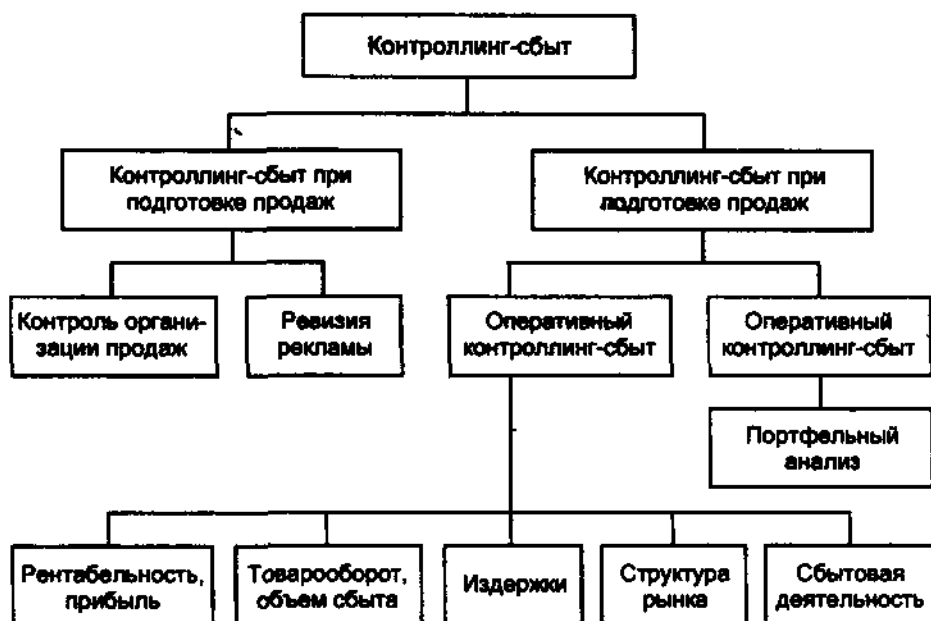 Контроллинг-сбыт
Контроллинг-сбыт при
подготовке продаж
Контроллинг-сбыт при
подготовке продаж
Контроль органи-
зации продаж
Ревизия
рекламы
Оперативный
контроллинг-сбыт
Оперативный
контроллинг-сбыт
Портфельный
анализ
Рентабельность,
прибыль
Товарооборот,
объем сбыта
Издержки
Структура
рынка
Сбытовая
деятельность